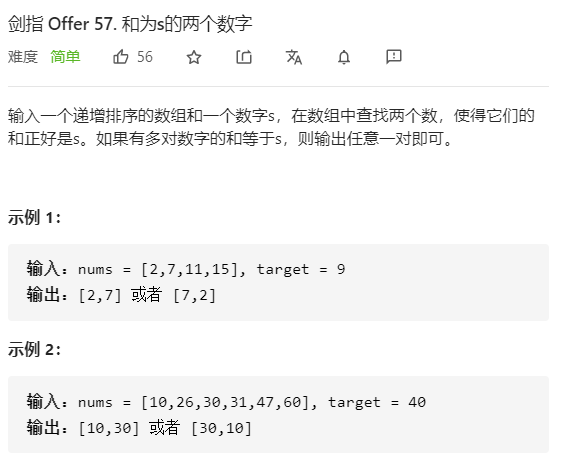 剑指 Offer 57. 和为s的两个数字
难度 简单 56
输入一个递增排序的数组和一个数字s，在数组中查找两个数，使得它们的
和正好是s。如果有多对数字的和等于s，则输出任意一对即可。
示例 1：
输入：nums = [2,7,11,15], target = 9
输出：[2,7] 或者 [7,2]
示例 2：
输入：nums = [10,26,30,31,47,60], target = 40
输出：[10,30] 或者 [30,10]